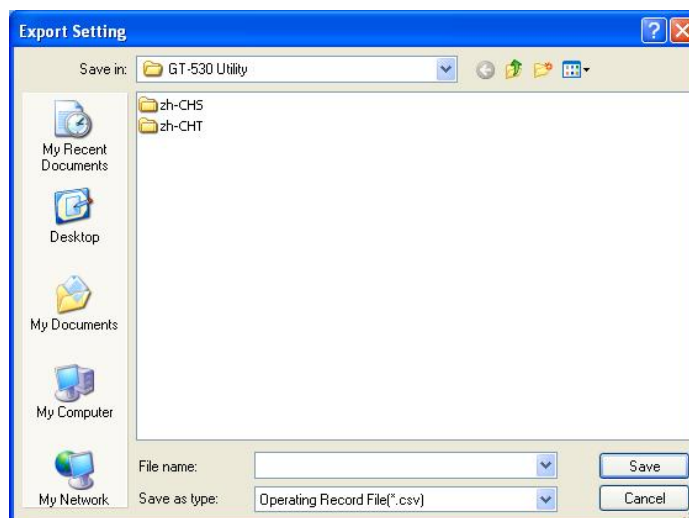 Export Setting
Save in:
GT-530 Utility
zh-CHS
zh-CHT
My Recent
Documents
Desktop
My Documents
My Computer
My Network
File name:
Save
Save as type:
Operating Record File(*.csv)
Cancel